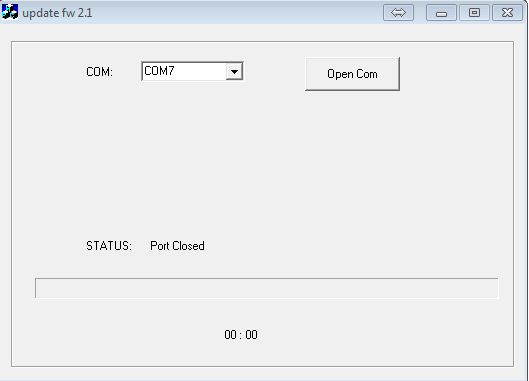 update fw 2.1
COM: COM7 Open Com
STATUS: Port Closed
00 : 00